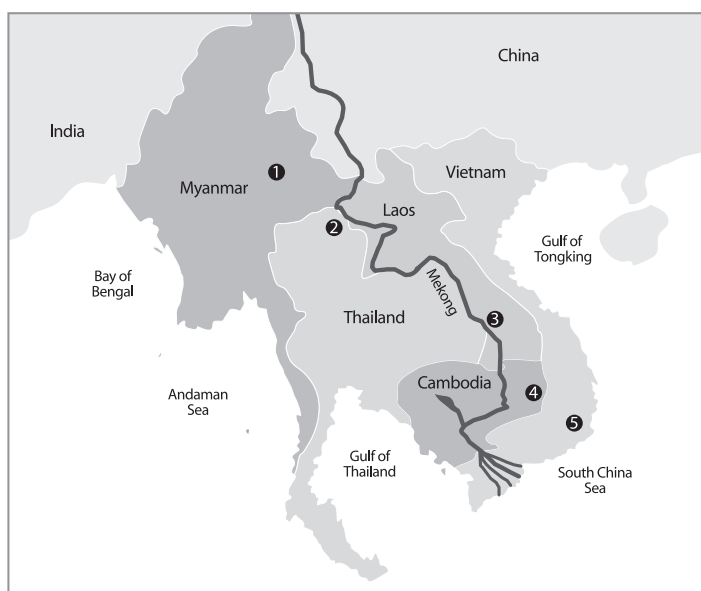 China
India
Myanmar
1
Vietnam
Laos
2
Gulf of
Tongking
Bay of
Bengal
Mekong
Thailand
3
Andaman
Sea
Cambodia
4
5
Gulf of
Thailand
South China
Sea